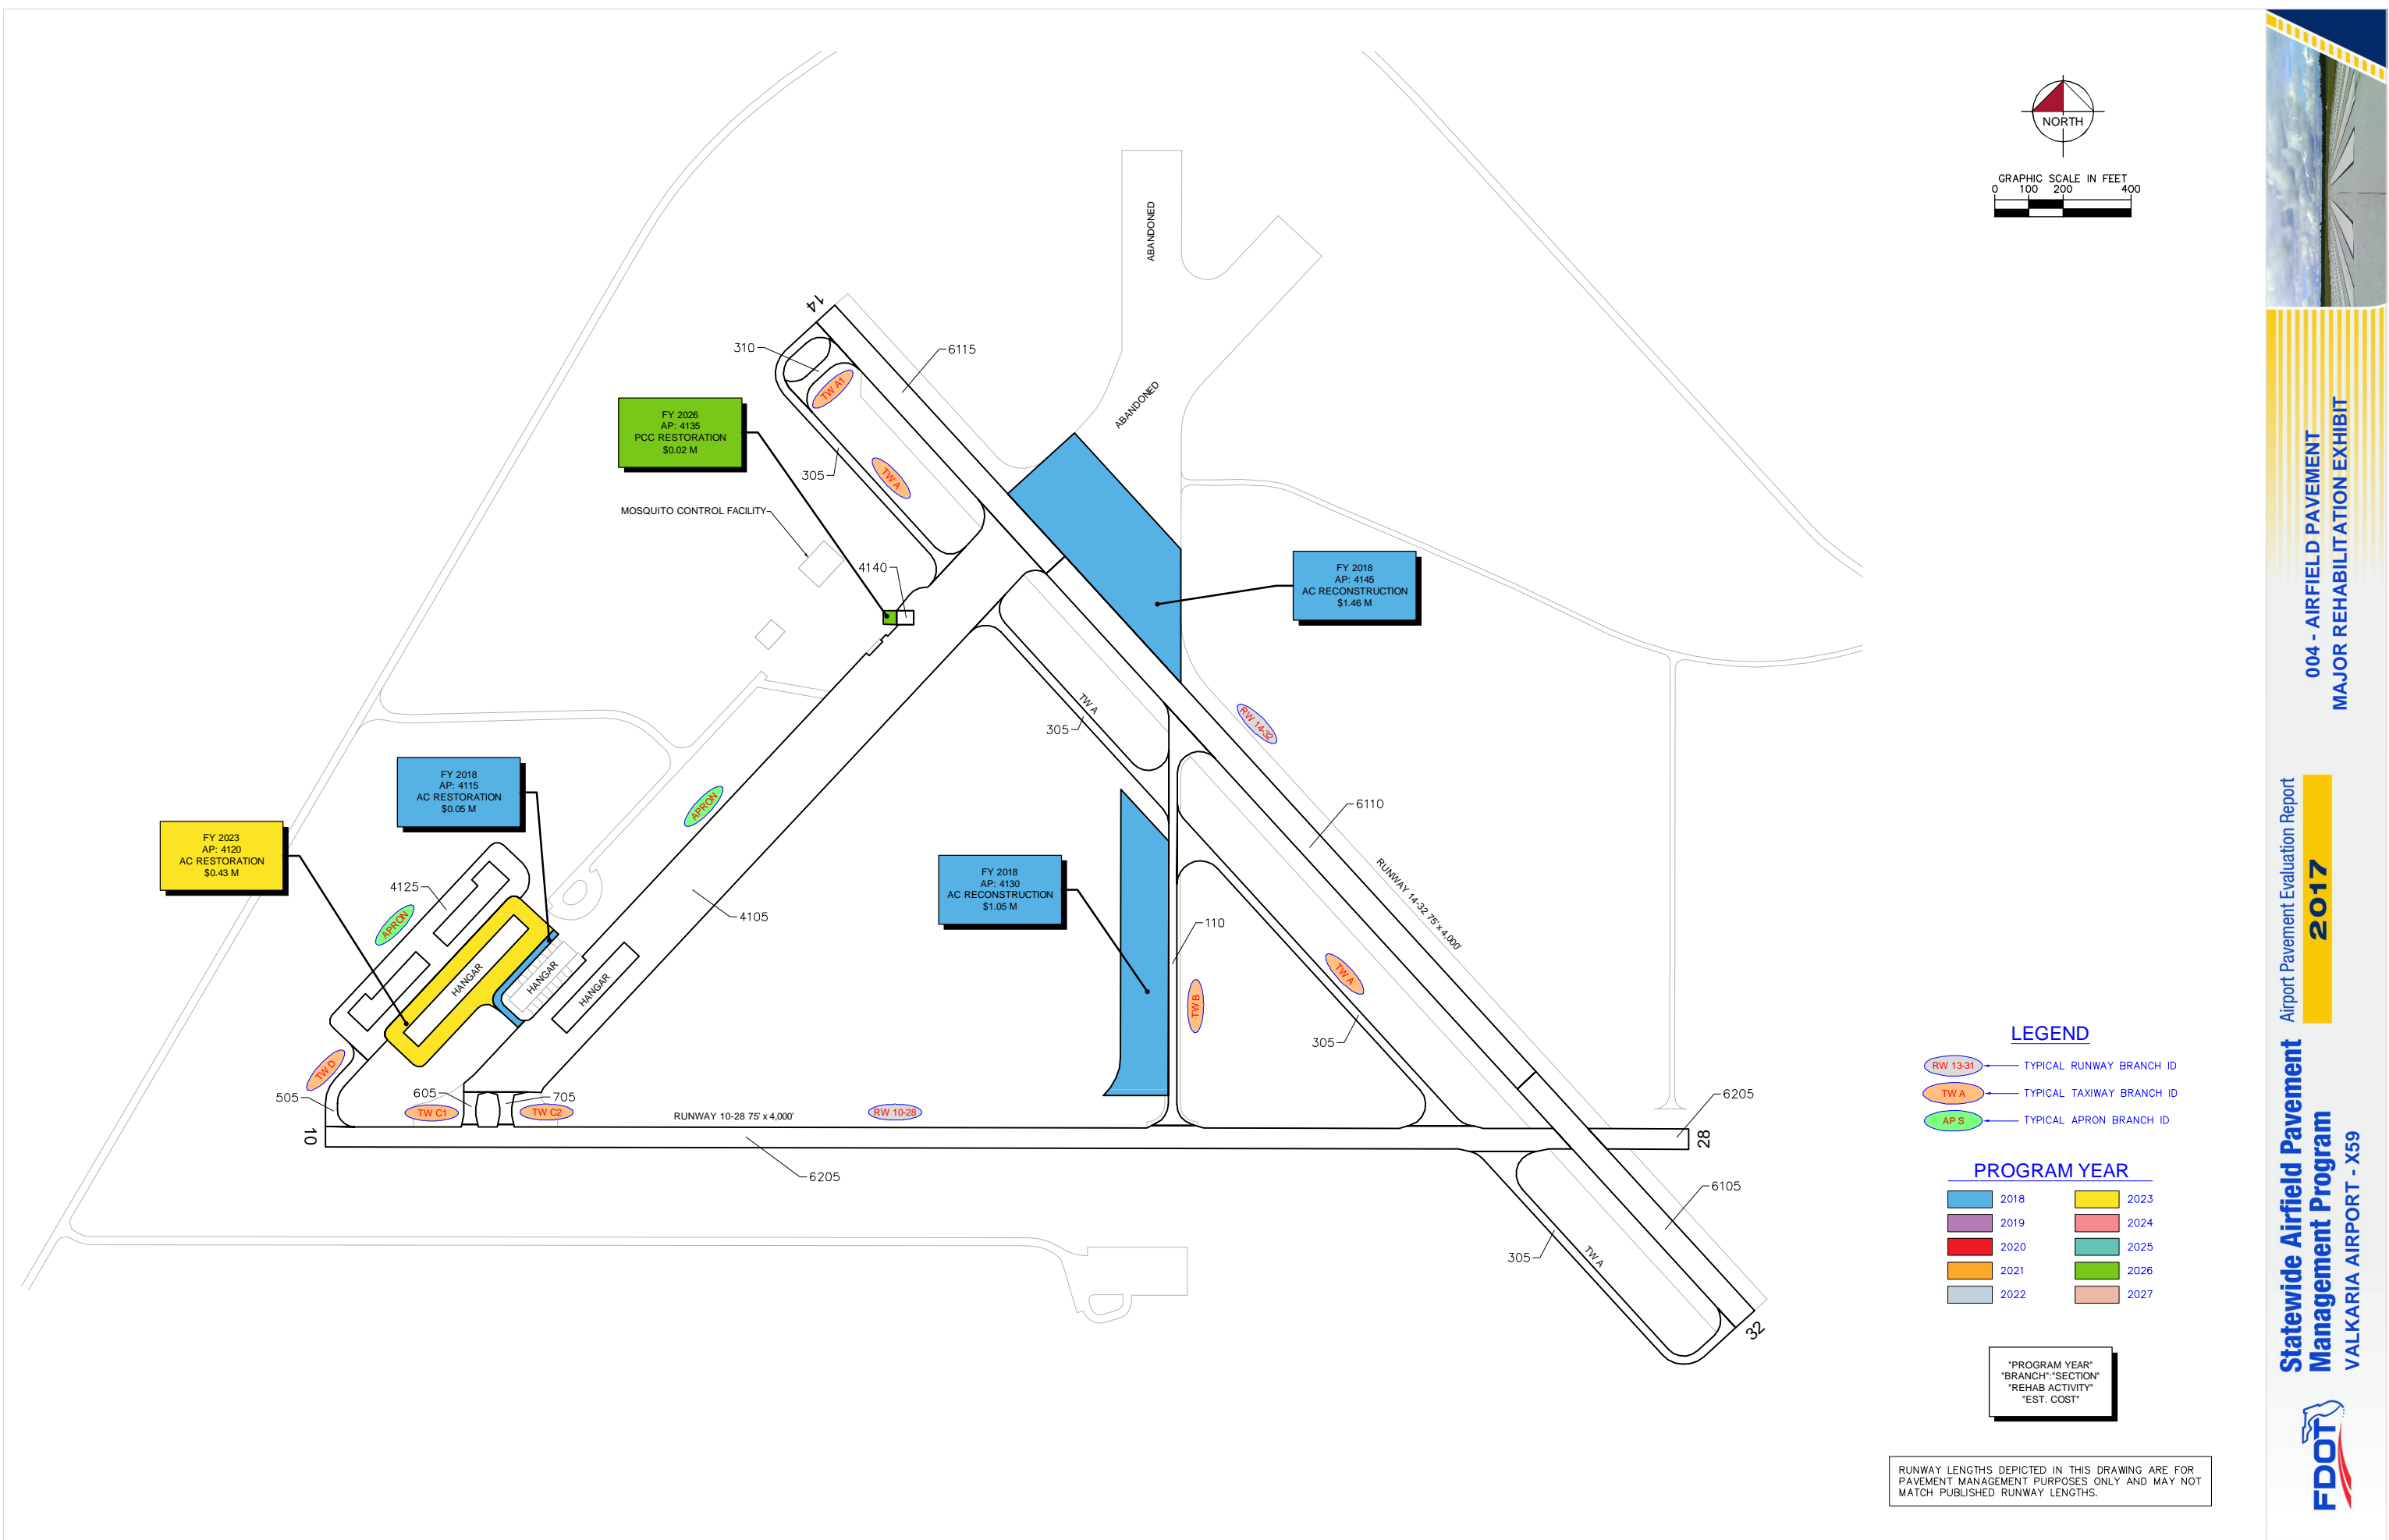 NORTH
GRAPHIC SCALE IN FEET
0 100 200 400
14
310
6115
TW A1
ABANDONED
ABANDONED
FY 2026
AP: 4135
PCC RESTORATION
$0.02 M
305
TW A
MOSQUITO CONTROL FACILITY
4140
FY 2018
AP: 4145
AC RECONSTRUCTION
$1.46 M
TW A
305
RW 14-32
FY 2018
AP: 4115
AC RESTORATION
$0.05 M
APRON
6110
FY 2023
AP: 4120
AC RESTORATION
$0.43 M
RUNWAY 14-32 75' x 4,000'
FY 2018
AP: 4130
AC RECONSTRUCTION
$1.05 M
4125
APRON
4105
110
HANGAR
HANGAR
HANGAR
TW B
TW A
305
TW D
505
605
705
TW C1
TW C2
RUNWAY 10-28 75' x 4,000'
RW 10-28
10
6205
28
6205
6105
305
TW A
32
LEGEND
RW 13-31 TYPICAL RUNWAY BRANCH ID
TW A TYPICAL TAXIWAY BRANCH ID
AP S TYPICAL APRON BRANCH ID
PROGRAM YEAR
2018 2023
2019 2024
2020 2025
2021 2026
2022 2027
"PROGRAM YEAR"
"BRANCH":"SECTION"
"REHAB ACTIVITY"
"EST. COST"
RUNWAY LENGTHS DEPICTED IN THIS DRAWING ARE FOR
PAVEMENT MANAGEMENT PURPOSES ONLY AND MAY NOT
MATCH PUBLISHED RUNWAY LENGTHS.
004 - AIRFIELD PAVEMENT
MAJOR REHABILITATION EXHIBIT
Airport Pavement Evaluation Report
2017
Statewide Airfield Pavement
Management Program
VALKARIA AIRPORT - X59
FDOT